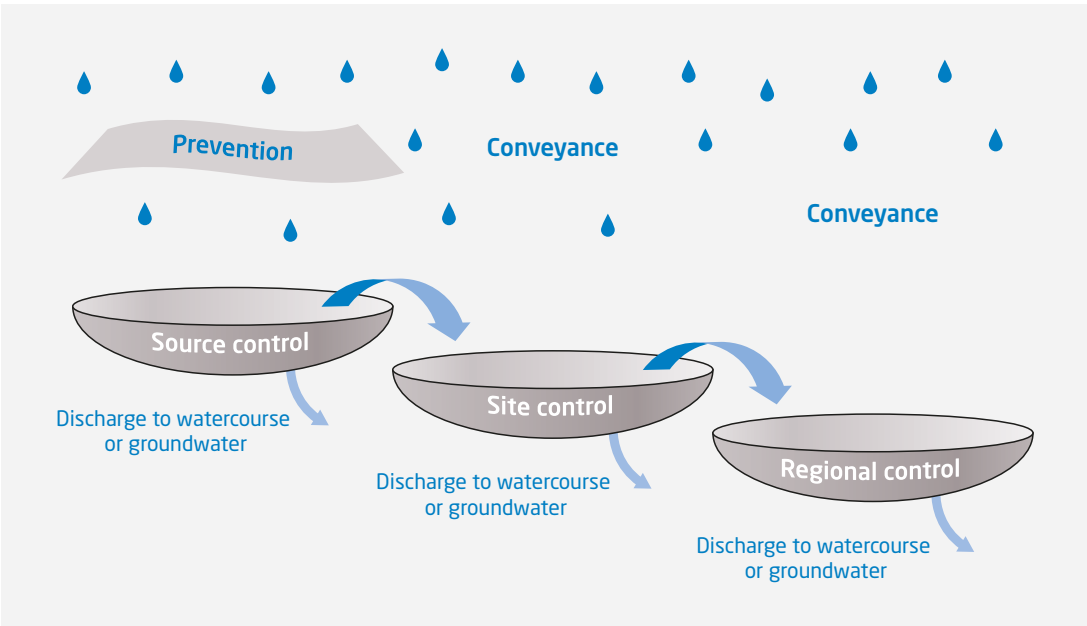 Prevention
Conveyance
Conveyance
Source control
Discharge to watercourse
or groundwater
Site control
Discharge to watercourse
or groundwater
Regional control
Discharge to watercourse
or groundwater